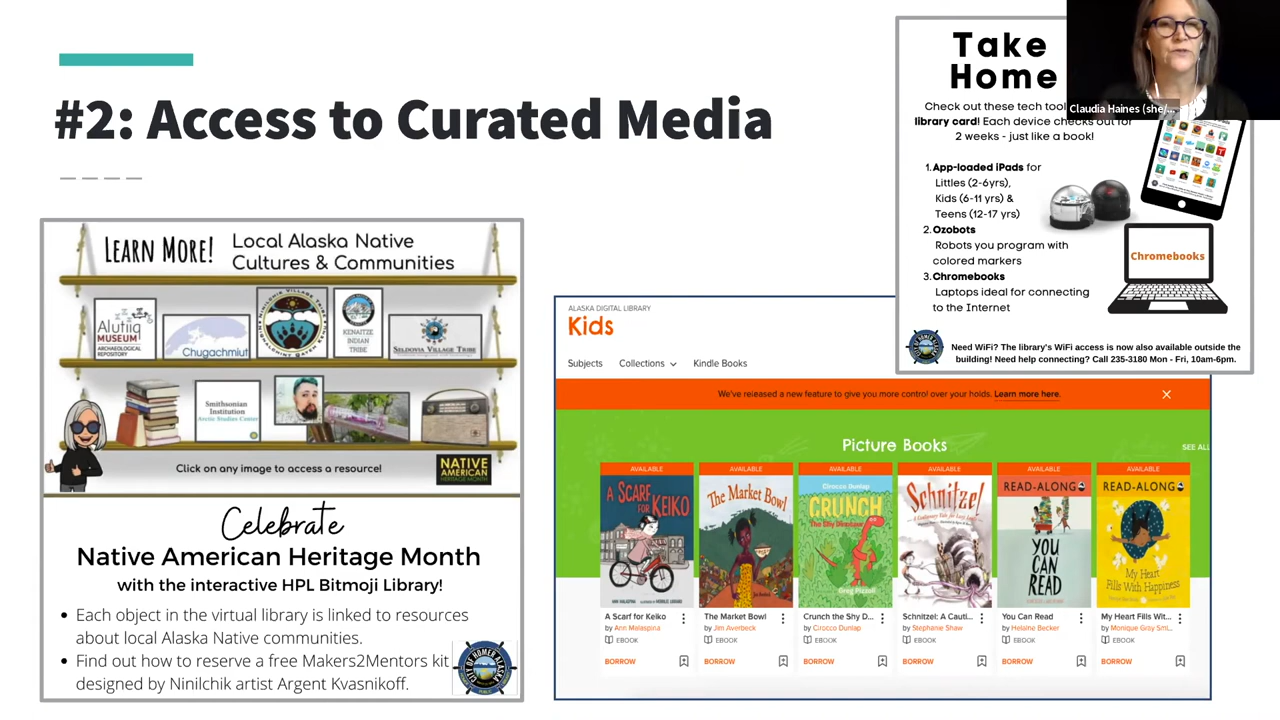 #2: Access to Curated Media
LEARN MORE!
Local Alaska Native
Cultures & Communities
Alutiiq
MUSEUM
ARCHAEOLOGICAL
REPOSITORY
Chugachmiut
KENAITZE
INDIAN
TRIBE
SELDOVIA VILLAGE TRIBE
Smithsonian
Institution
Arctic Studies Center
Click on any image to access a resource!
NATIVE
AMERICAN
HERITAGE MONTH
Celebrate
Native American Heritage Month
with the interactive HPL Bitmoji Library!
• Each object in the virtual library is linked to resources
about local Alaska Native communities.
• Find out how to reserve a free Makers2Mentors kit
designed by Ninilchik artist Argent Kvasnikoff.
ALASKA DIGITAL LIBRARY
Kids
Subjects Collections Kindle Books
We've released a new feature to give you more control over your holds. Learn more here.
Picture Books
SEE ALL
AVAILABLE AVAILABLE AVAILABLE AVAILABLE AVAILABLE AVAILABLE
A SCARF FOR KEIKO
The Market Bowl
Cirocco Dunlap
CRUNCH
The Shy Dinosaur
Greg Pizzoli
Schnitzel
READ-ALONG
YOU
CAN
READ
READ-ALONG
My Heart
Fills With Happiness
A Scarf for Keiko
by Ann Malaspina
EBOOK
BORROW
The Market Bowl
by Jim Averbeck
EBOOK
BORROW
Crunch the Shy D...
by Cirocco Dunlap
EBOOK
BORROW
Schnitzel: A Cauti...
by Stephanie Shaw
EBOOK
BORROW
You Can Read
by Helaine Becker
EBOOK
BORROW
My Heart Fills Wit...
by Monique Gray Smi...
EBOOK
BORROW
Take
Home
Check out these tech tool
library card! Each device checks out for
2 weeks - just like a book!
1. App-loaded iPads for
Littles (2-6yrs),
Kids (6-11 yrs) &
Teens (12-17 yrs)
2. Ozobots
Robots you program with
colored markers
3. Chromebooks
Laptops ideal for connecting
to the Internet
Chromebooks
Need WiFi? The library's WiFi access is now also available outside the
building! Need help connecting? Call 235-3180 Mon - Fri, 10am-6pm.
Claudia Haines (she/...